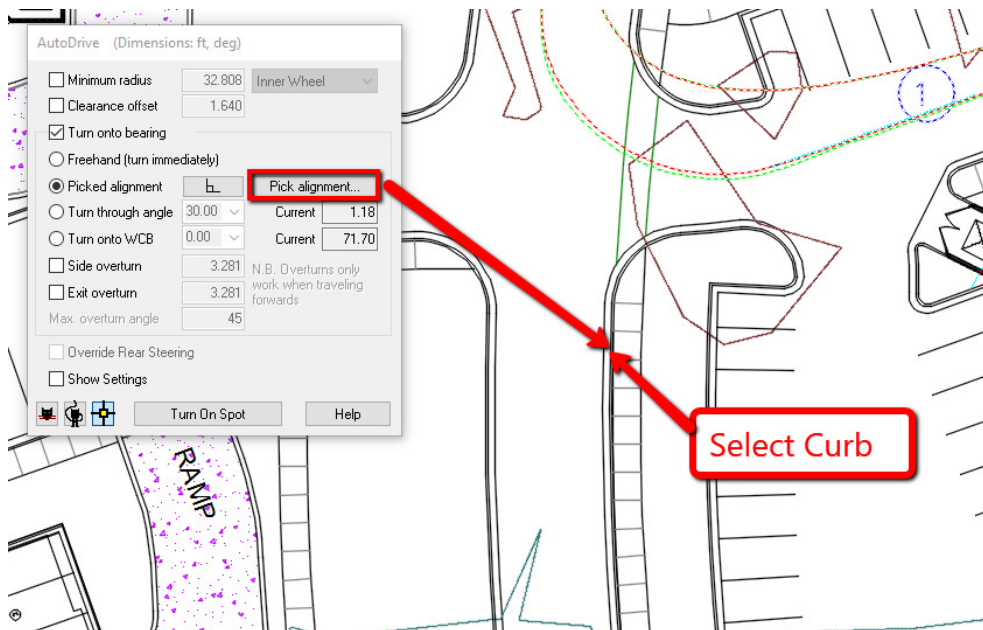 AutoDrive (Dimensions: ft, deg)
Minimum radius 32.808 Inner Wheel
Clearance offset 1.640
Turn onto bearing
Freehand (turn immediately)
Picked alignment Pick alignment...
Turn through angle 30.00 Current 1.18
Turn onto WCB 0.00 Current 71.70
Side overturn 3.281
N.B. Overturns only
work when traveling
forwards
Exit overturn 3.281
Max. overturn angle 45
Override Rear Steering
Show Settings
Turn On Spot Help
1
Select Curb
RAMP